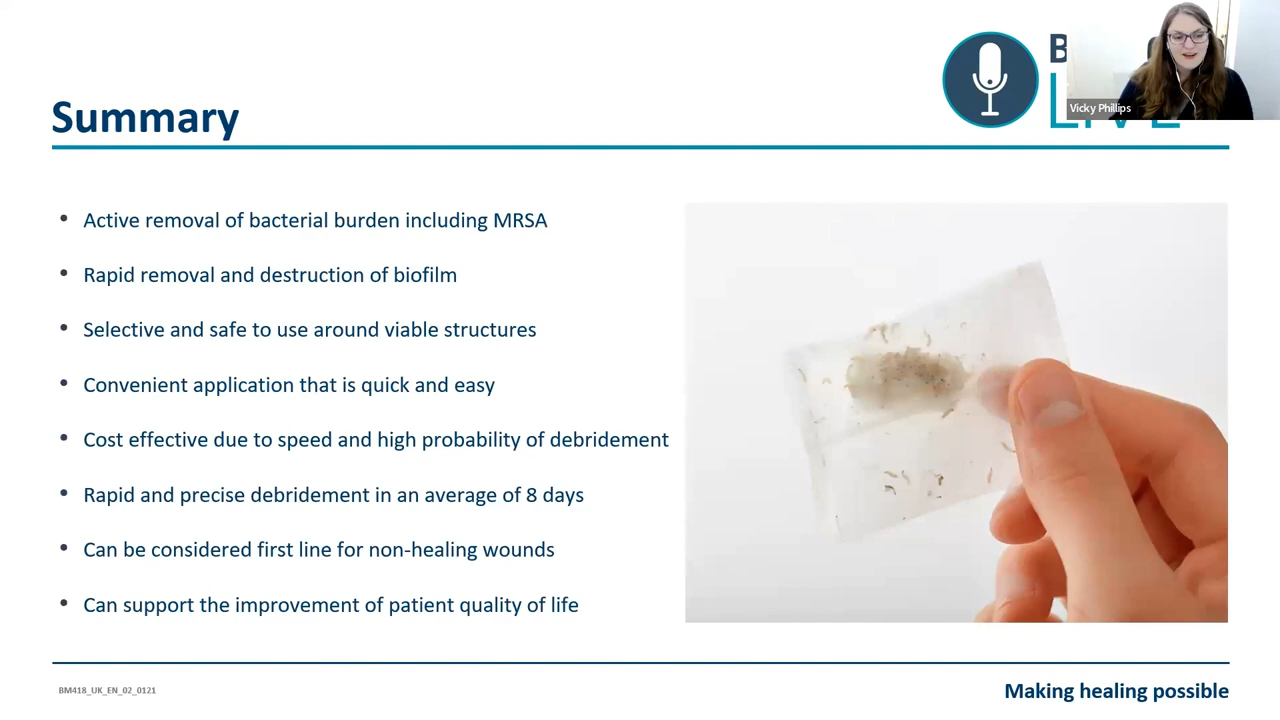 Vicky Phillips
Summary
• Active removal of bacterial burden including MRSA
• Rapid removal and destruction of biofilm
• Selective and safe to use around viable structures
• Convenient application that is quick and easy
• Cost effective due to speed and high probability of debridement
• Rapid and precise debridement in an average of 8 days
• Can be considered first line for non-healing wounds
• Can support the improvement of patient quality of life
BM418_UK_EN_02_0121
Making healing possible